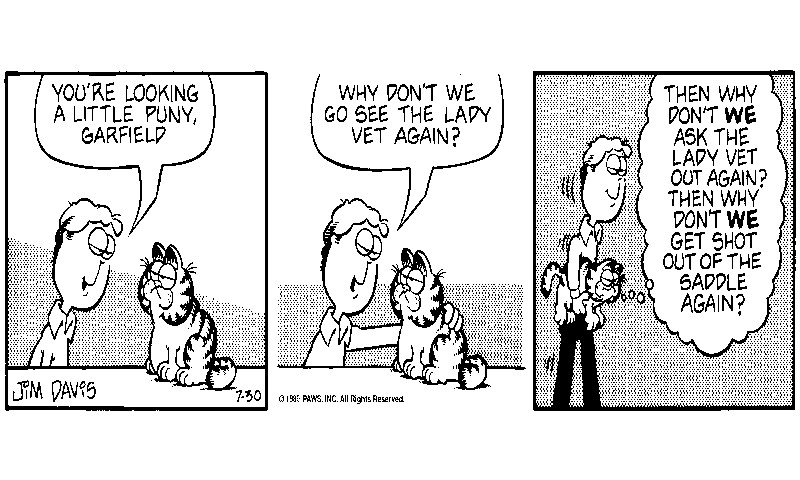 YOU'RE LOOKING
A LITTLE PUNY,
GARFIELD
JIM DAVIS
7-30
WHY DON'T WE
GO SEE THE LADY
VET AGAIN?
© 1989 PAWS, INC. All Rights Reserved.
THEN WHY
DON'T WE
ASK THE
LADY VET
OUT AGAIN?
THEN WHY
DON'T WE
GET SHOT
OUT OF THE
SADDLE
AGAIN?